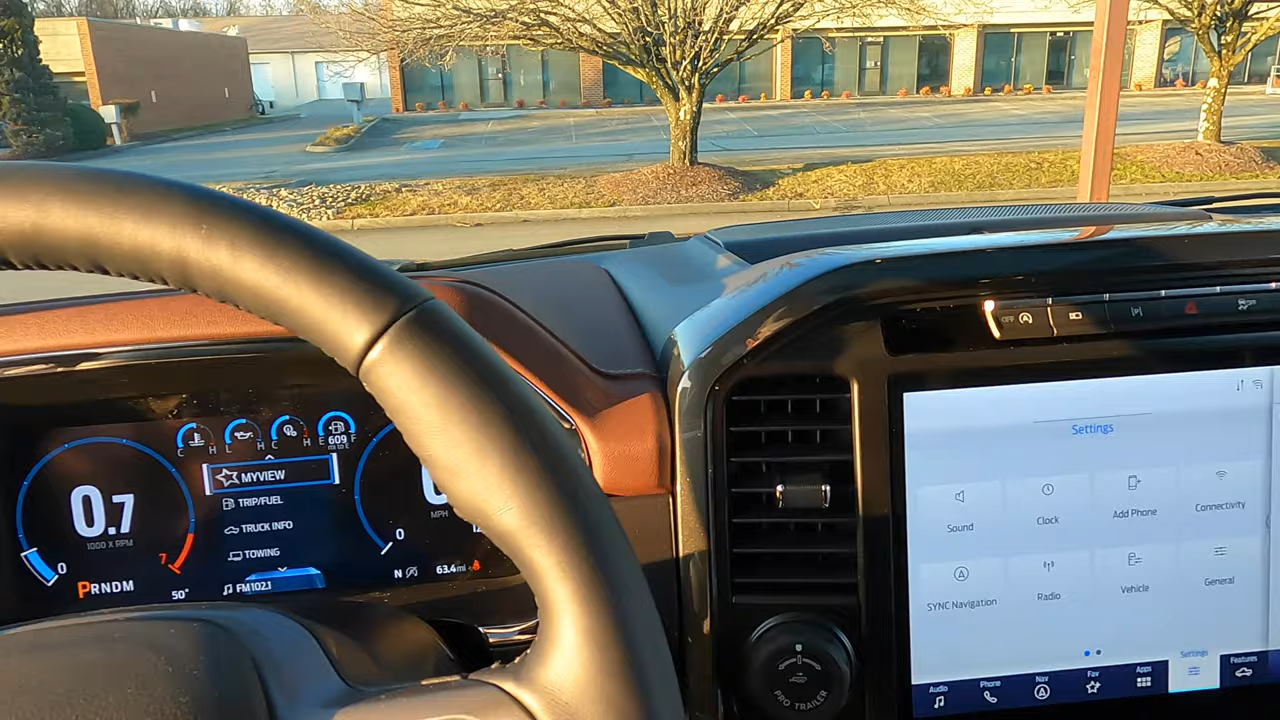 OFF
Settings
Sound
Clock
Add Phone
Connectivity
SYNC Navigation
Radio
Vehicle
General
Audio
Phone
Nav
Fav
Apps
Settings
Features
PRO TRAILER
C H
L H
C H
E 609 F
mi to E
MYVIEW
TRIP/FUEL
TRUCK INFO
TOWING
FM102.1
0.7
1000 X RPM
0
7
PRNDM
50°
MPH
0
N
63.4mi